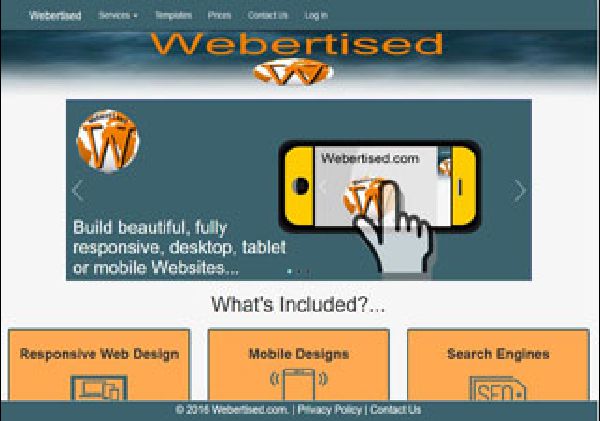 Webertised Services Templates Prices Contact Us Log in
Webertised
W
W
Webertised.com
Build beautiful, fully
responsive, desktop, tablet
or mobile Websites...
What's Included?...
Responsive Web Design Mobile Designs Search Engines
SEO
© 2016 Webertised.com. | Privacy Policy | Contact Us